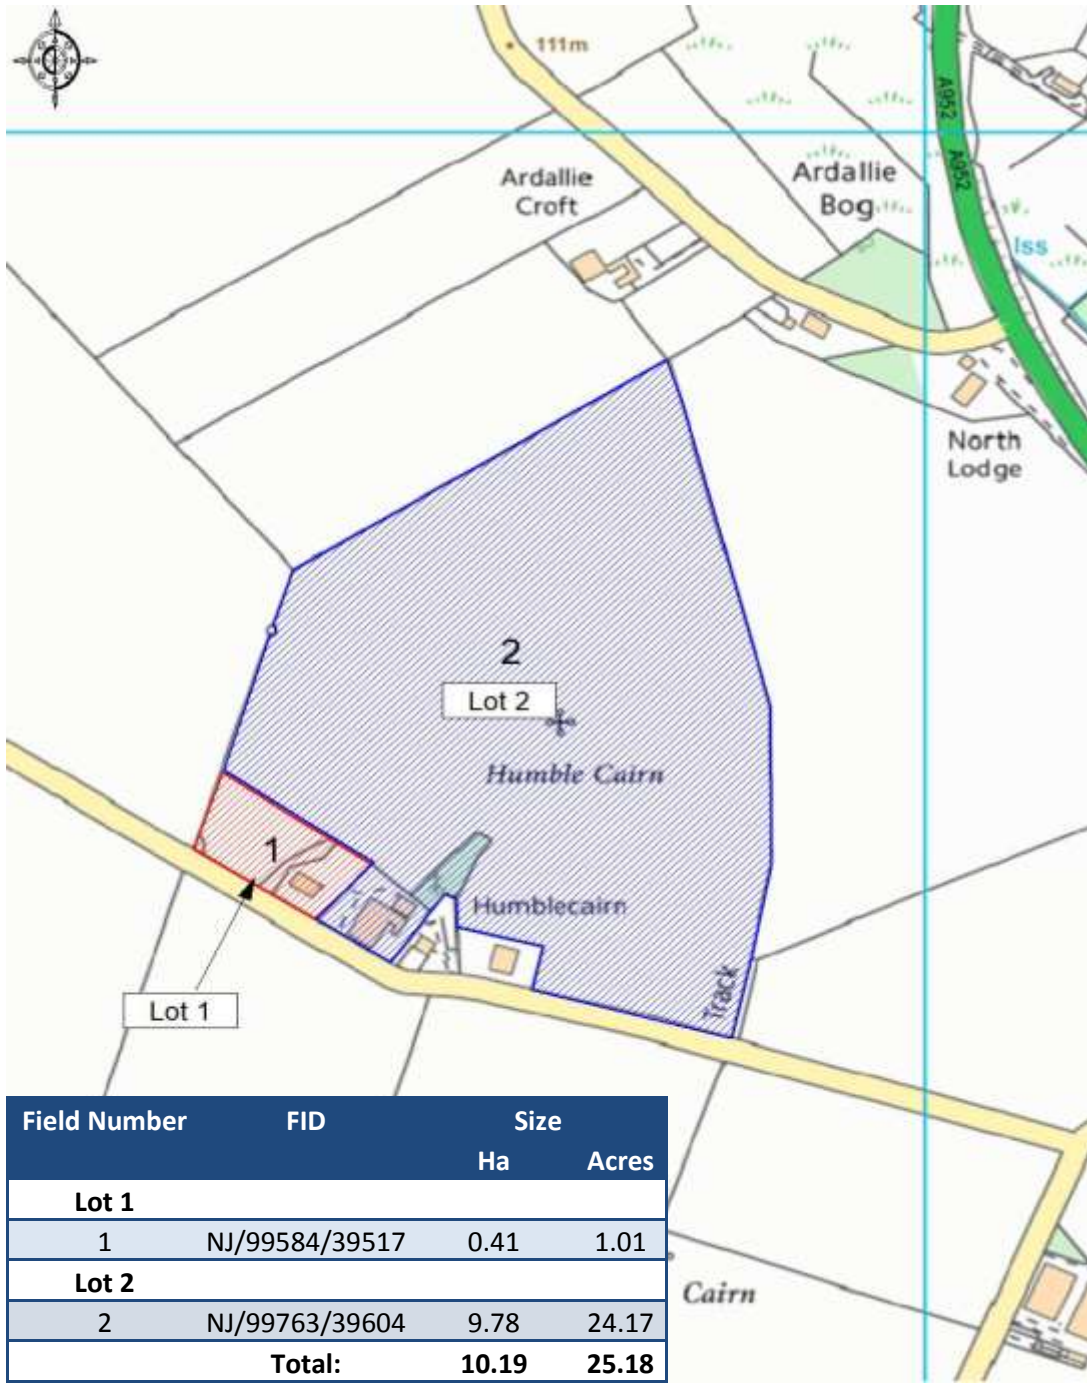 111m
A952
A952
Ardallie
Croft
Ardallie
Bog
Iss
North
Lodge
2
Lot 2
Humble Cairn
1
Humblecairn
Track
Lot 1
Field Number FID Size
Ha Acres
Lot 1
1 NJ/99584/39517 0.41 1.01
Lot 2
2 NJ/99763/39604 9.78 24.17
Total: 10.19 25.18
Cairn